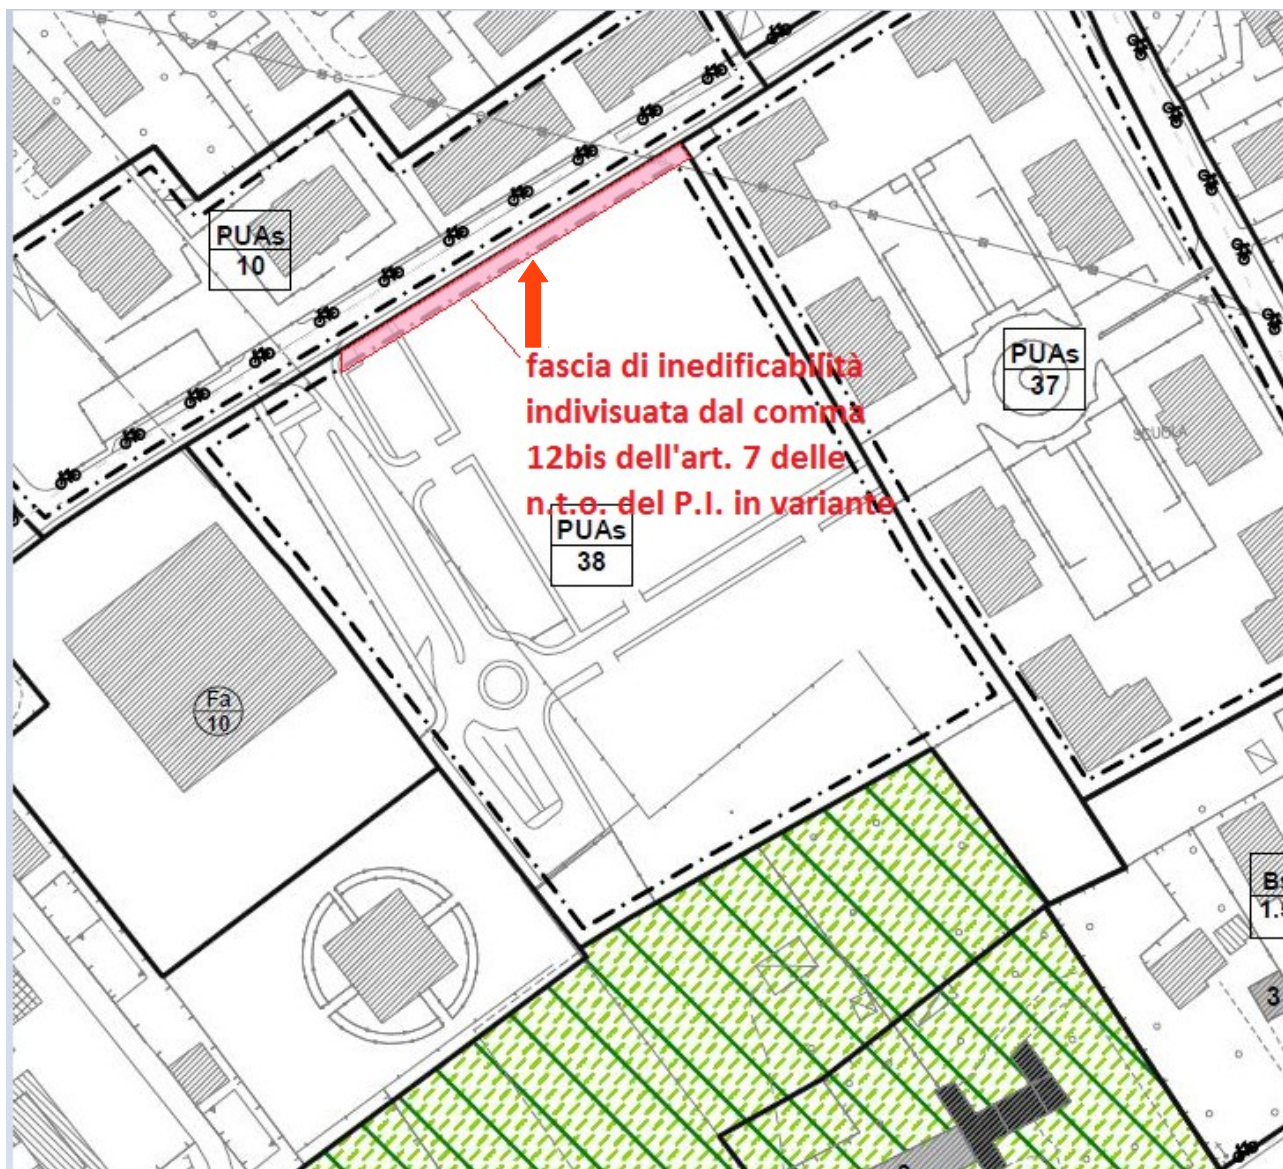 PUAs
10
PUAs
37
SCUOLA
fascia di inedificabilità
indivisuata dal comma
12bis dell'art. 7 delle
n.t.o. del P.I. in variante
PUAs
38
Fa
10
3